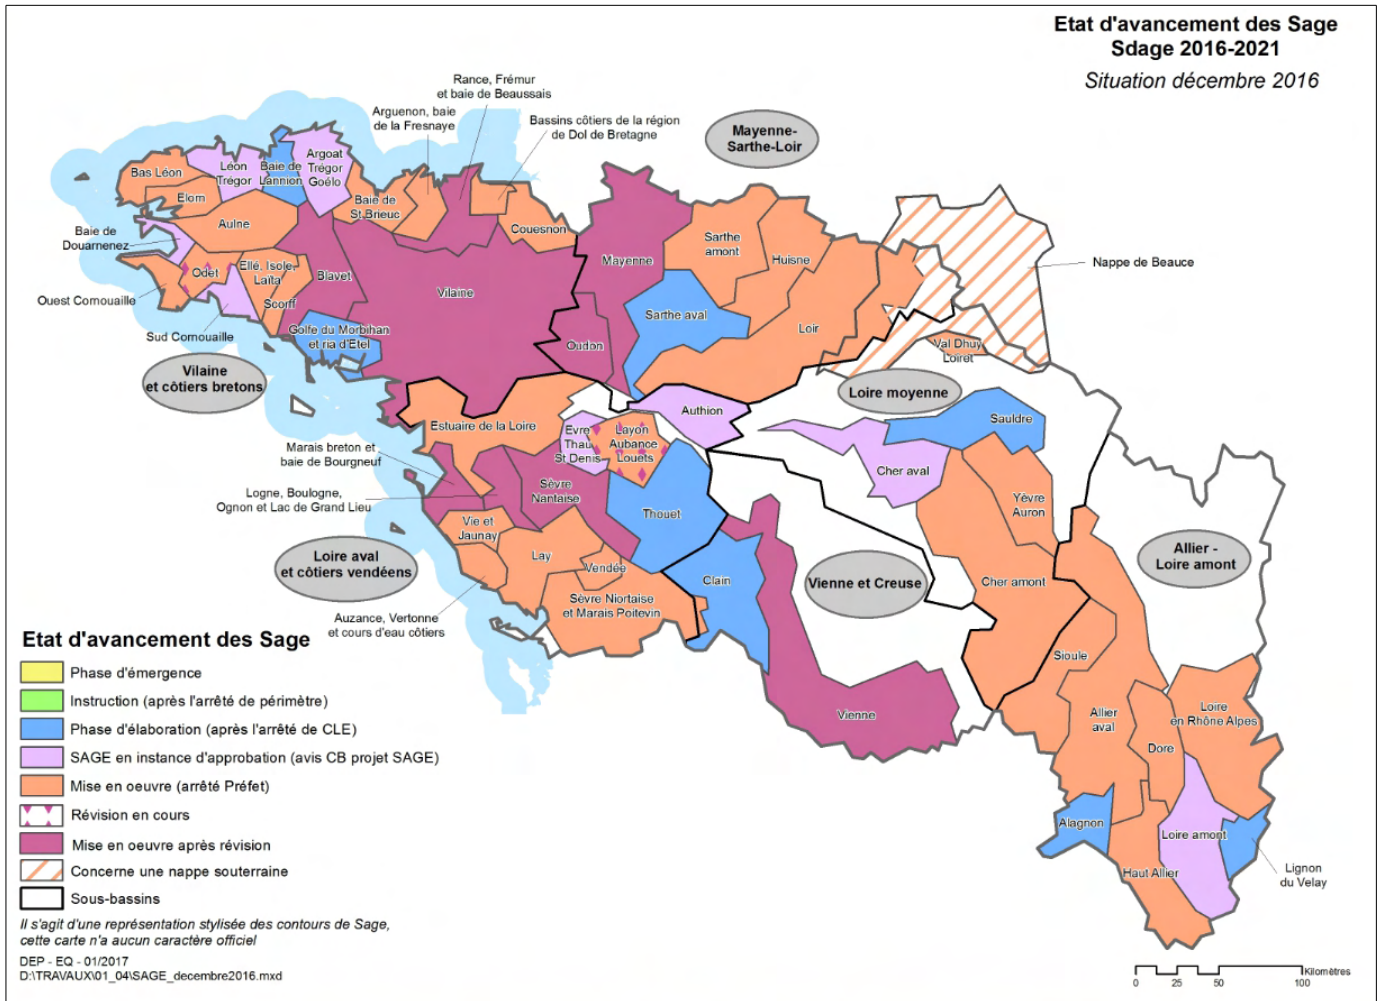 Etat d'avancement des Sage
Sdage 2016-2021
Situation décembre 2016
Rance, Frémur
et baie de Beaussais
Arguenon, baie
de la Fresnaye
Bassins côtiers de la région
de Dol de Bretagne
Mayenne-
Sarthe-Loir
Bas Léon
Léon
Trégor
Baie de
Lannion
Argoat
Trégor
Goëlo
Elorn
Baie de
St Brieuc
Aulne
Couesnon
Baie de
Douarnenez
Odet
Ellé, Isole,
Laïta
Blavet
Vilaine
Mayenne
Sarthe
amont
Huisne
Nappe de Beauce
Ouest Cornouaille
Scorff
Sud Cornouaille
Golfe du Morbihan
et ria d'Etel
Oudon
Sarthe aval
Loir
Val Dhuy
Loiret
Vilaine
et côtiers bretons
Loire moyenne
Estuaire de la Loire
Authion
Sauldre
Evre
Thau
St Denis
Layon
Aubance
Louets
Marais breton et
baie de Bourgneuf
Cher aval
Logne, Boulogne,
Ognon et Lac de Grand Lieu
Sèvre
Nantaise
Thouet
Yèvre
Auron
Vie et
Jaunay
Loire aval
et côtiers vendéens
Lay
Vendée
Clain
Vienne et Creuse
Cher amont
Allier -
Loire amont
Sèvre Niortaise
et Marais Poitevin
Auzance, Vertonne
et cours d'eau côtiers
Sioule
Vienne
Allier
aval
Loire
en Rhône Alpes
Dore
Alagnon
Loire amont
Haut Allier
Lignon
du Velay
Etat d'avancement des Sage
Phase d'émergence
Instruction (après l'arrêté de périmètre)
Phase d'élaboration (après l'arrêté de CLE)
SAGE en instance d'approbation (avis CB projet SAGE)
Mise en oeuvre (arrêté Préfet)
Révision en cours
Mise en oeuvre après révision
Concerne une nappe souterraine
Sous-bassins
Il s'agit d'une représentation stylisée des contours de Sage,
cette carte n'a aucun caractère officiel
DEP - EQ - 01/2017
D:\TRAVAUX\01_04\SAGE_decembre2016.mxd
Kilomètres
0 25 50 100